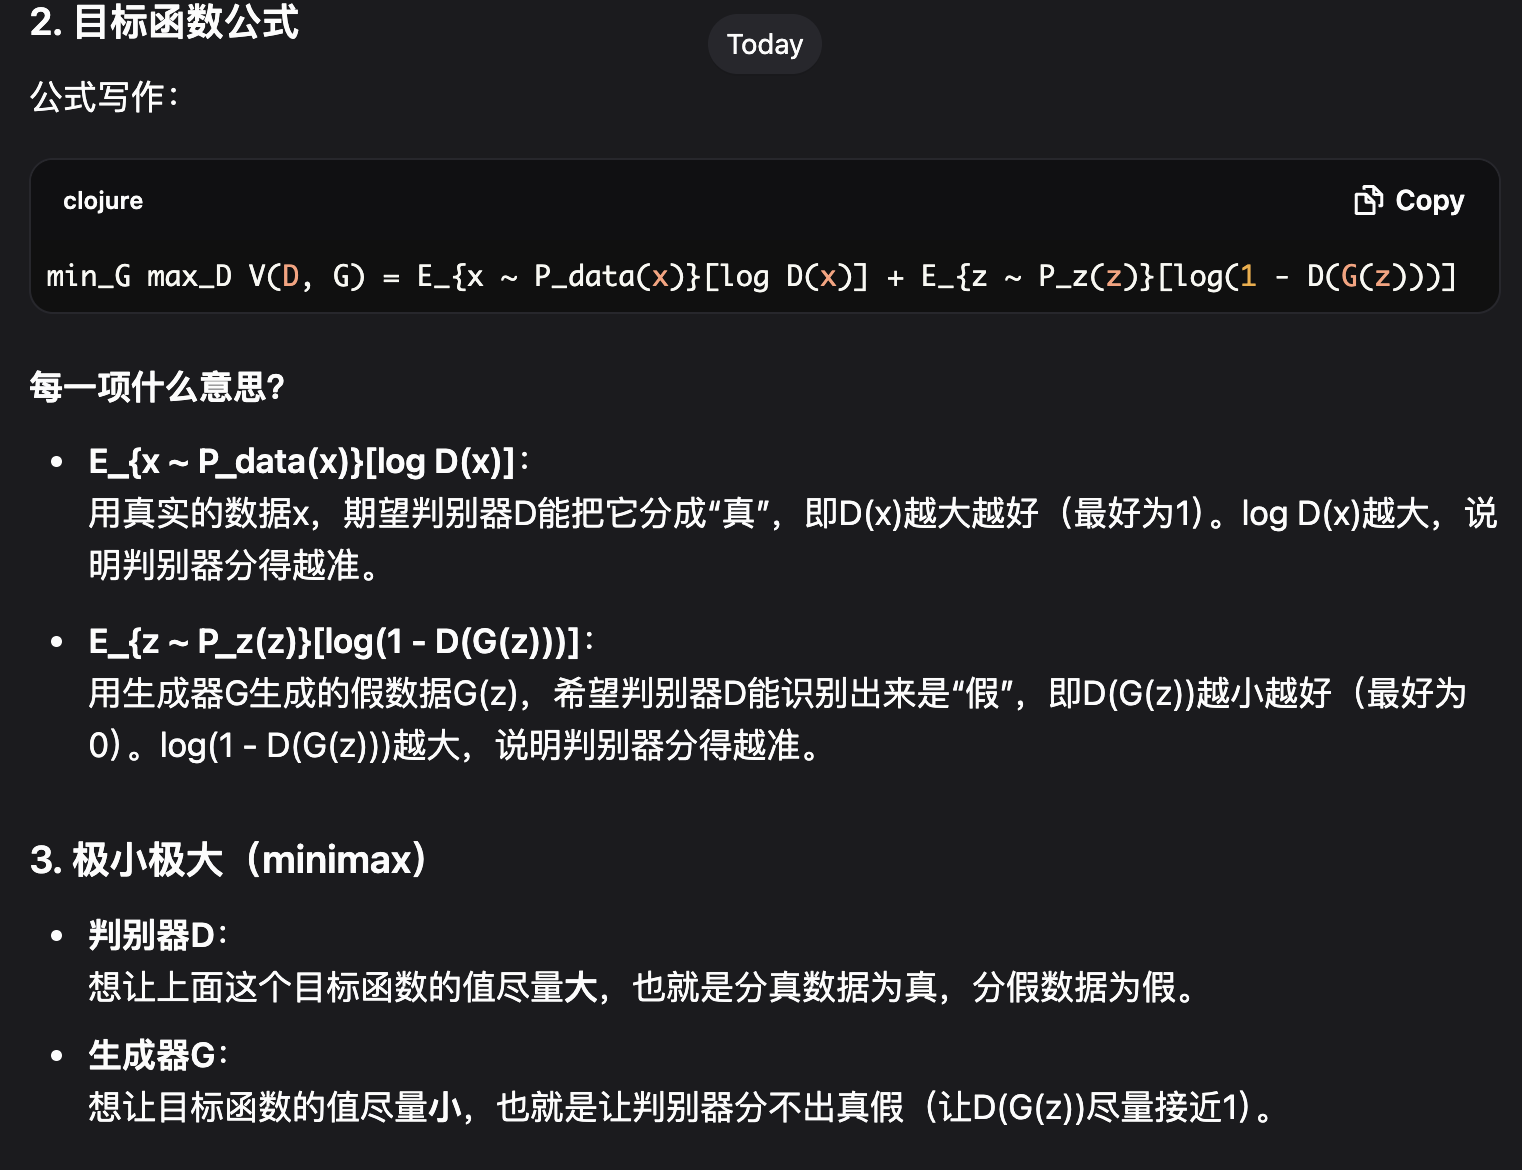 2. 目标函数公式
Today
公式写作：
clojure
Copy
min_G max_D V(D, G) = E_{x ~ P_data(x)}[log D(x)] + E_{z ~ P_z(z)}[log(1 - D(G(z)))]
每一项什么意思？
• E_{x ~ P_data(x)}[log D(x)]：
用真实的数据x，期望判别器D能把它分成“真”，即D(x)越大越好（最好为1）。log D(x)越大，说
明判别器分得越准。
• E_{z ~ P_z(z)}[log(1 - D(G(z)))]：
用生成器G生成的假数据G(z)，希望判别器D能识别出来是“假”，即D(G(z))越小越好（最好为
0）。log(1 - D(G(z)))越大，说明判别器分得越准。
3. 极小极大（minimax）
• 判别器D：
想让上面这个目标函数的值尽量大，也就是分真数据为真，分假数据为假。
• 生成器G：
想让目标函数的值尽量小，也就是让判别器分不出真假（让D(G(z))尽量接近1）。